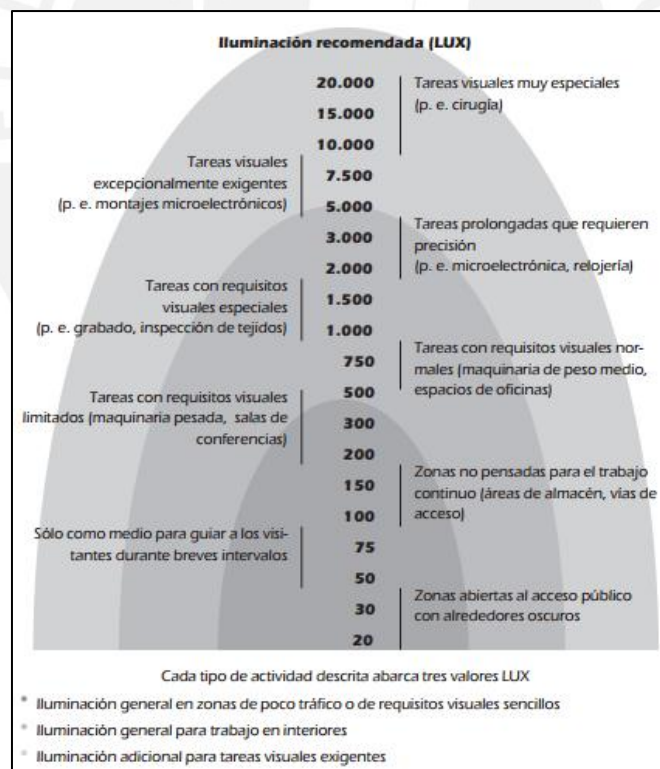 Iluminación recomendada (LUX)
20.000
15.000
10.000
7.500
5.000
3.000
2.000
1.500
1.000
750
500
300
200
150
100
75
50
30
20
Tareas visuales muy especiales
(p. e. cirugía)
Tareas visuales
excepcionalmente exigentes
(p. e. montajes microelectrónicos)
Tareas prolongadas que requieren
precisión
(p. e. microelectrónica, relojería)
Tareas con requisitos
visuales especiales
(p. e. grabado, inspección de tejidos)
Tareas con requisitos visuales nor-
males (maquinaria de peso medio,
espacios de oficinas)
Tareas con requisitos visuales
limitados (maquinaria pesada, salas de
conferencias)
Zonas no pensadas para el trabajo
continuo (áreas de almacén, vías de
acceso)
Sólo como medio para guiar a los visi-
tantes durante breves intervalos
Zonas abiertas al acceso público
con alrededores oscuros
Cada tipo de actividad descrita abarca tres valores LUX
* Iluminación general en zonas de poco tráfico o de requisitos visuales sencillos
* Iluminación general para trabajo en interiores
* Iluminación adicional para tareas visuales exigentes